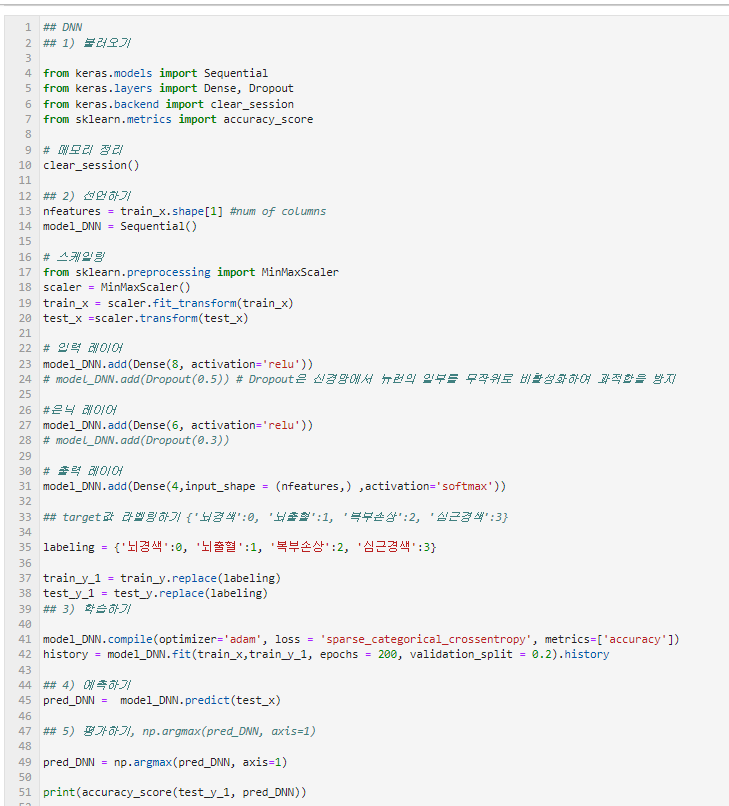 1 ## DNN
2 ## 1) 불러오기
3
4 from keras.models import Sequential
5 from keras.layers import Dense, Dropout
6 from keras.backend import clear_session
7 from sklearn.metrics import accuracy_score
8
9 # 메모리 정리
10 clear_session()
11
12 ## 2) 선언하기
13 nfeatures = train_x.shape[1] #num of columns
14 model_DNN = Sequential()
15
16 # 스케일링
17 from sklearn.preprocessing import MinMaxScaler
18 scaler = MinMaxScaler()
19 train_x = scaler.fit_transform(train_x)
20 test_x =scaler.transform(test_x)
21
22 # 입력 레이어
23 model_DNN.add(Dense(8, activation='relu'))
24 # model_DNN.add(Dropout(0.5)) # Dropout은 신경망에서 뉴런의 일부를 무작위로 비활성화하여 과적합을 방지
25
26 #은닉 레이어
27 model_DNN.add(Dense(6, activation='relu'))
28 # model_DNN.add(Dropout(0.3))
29
30 # 출력 레이어
31 model_DNN.add(Dense(4,input_shape = (nfeatures,) ,activation='softmax'))
32
33 ## target값 라벨링하기 {'뇌경색':0, '뇌출혈':1, '복부손상':2, '심근경색':3}
34
35 labeling = {'뇌경색':0, '뇌출혈':1, '복부손상':2, '심근경색':3}
36
37 train_y_1 = train_y.replace(labeling)
38 test_y_1 = test_y.replace(labeling)
39 ## 3) 학습하기
40
41 model_DNN.compile(optimizer='adam', loss = 'sparse_categorical_crossentropy', metrics=['accuracy'])
42 history = model_DNN.fit(train_x,train_y_1, epochs = 200, validation_split = 0.2).history
43
44 ## 4) 예측하기
45 pred_DNN =  model_DNN.predict(test_x)
46
47 ## 5) 평가하기, np.argmax(pred_DNN, axis=1)
48
49 pred_DNN = np.argmax(pred_DNN, axis=1)
50
51 print(accuracy_score(test_y_1, pred_DNN))